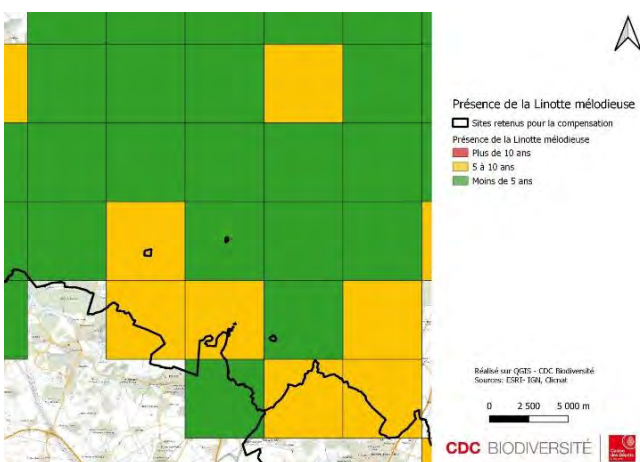 Présence de la Linotte mélodieuse
Sites retenus pour la compensation
Présence de la Linotte mélodieuse
Plus de 10 ans
5 à 10 ans
Moins de 5 ans
Réalisé sur QGIS - CDC Biodiversité
Sources: ESRI- IGN, Clicnat
0 2 500 5 000 m
CDC BIODIVERSITÉ